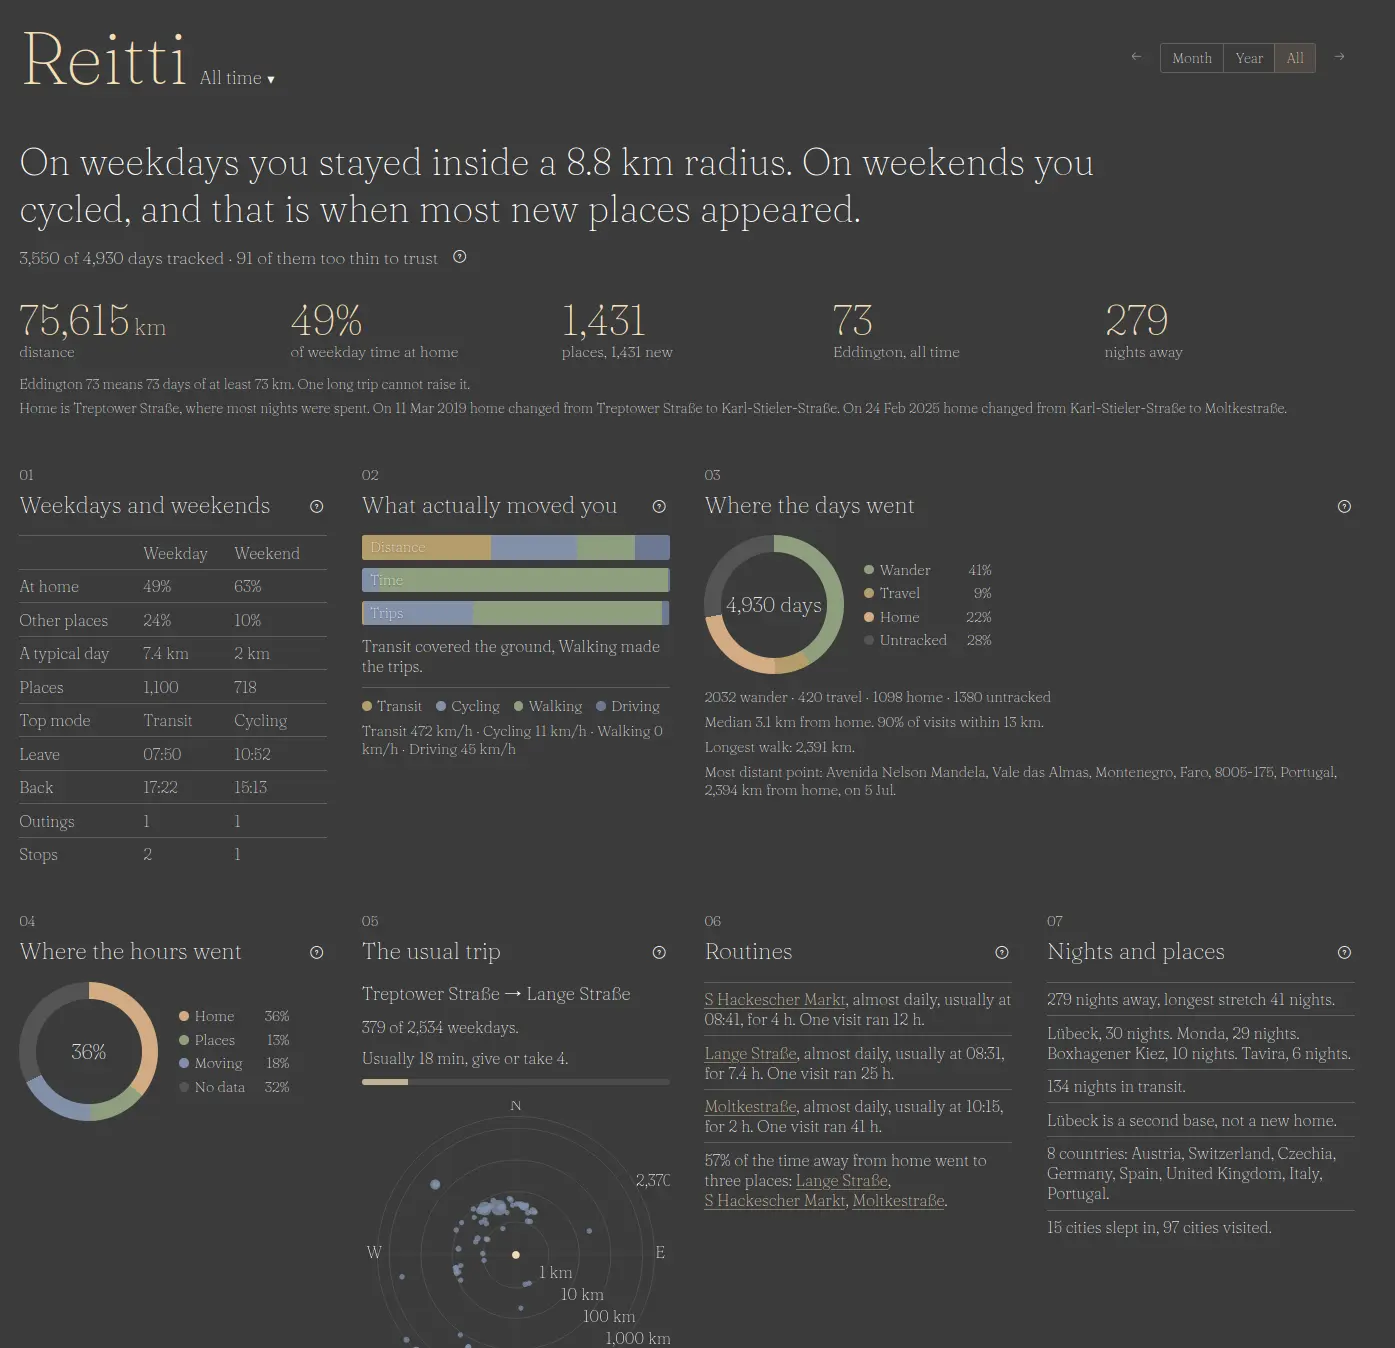 Reitti All time ▾
← Month Year All →
On weekdays you stayed inside a 8.8 km radius. On weekends you
cycled, and that is when most new places appeared.
3,550 of 4,930 days tracked · 91 of them too thin to trust ?
75,615 km
distance
49%
of weekday time at home
1,431
places, 1,431 new
73
Eddington, all time
279
nights away
Eddington 73 means 73 days of at least 73 km. One long trip cannot raise it.
Home is Treptower Straße, where most nights were spent. On 11 Mar 2019 home changed from Treptower Straße to Karl-Stieler-Straße. On 24 Feb 2025 home changed from Karl-Stieler-Straße to Moltkestraße.
01
Weekdays and weekends ?
Weekday Weekend
At home 49% 63%
Other places 24% 10%
A typical day 7.4 km 2 km
Places 1,100 718
Top mode Transit Cycling
Leave 07:50 10:52
Back 17:22 15:13
Outings 1 1
Stops 2 1
02
What actually moved you ?
Distance
Time
Trips
Transit covered the ground, Walking made
the trips.
Transit Cycling Walking Driving
Transit 472 km/h · Cycling 11 km/h · Walking 0
km/h · Driving 45 km/h
03
Where the days went ?
4,930 days
Wander 41%
Travel 9%
Home 22%
Untracked 28%
2032 wander · 420 travel · 1098 home · 1380 untracked
Median 3.1 km from home. 90% of visits within 13 km.
Longest walk: 2,391 km.
Most distant point: Avenida Nelson Mandela, Vale das Almas, Montenegro, Faro, 8005-175, Portugal,
2,394 km from home, on 5 Jul.
04
Where the hours went ?
36%
Home 36%
Places 13%
Moving 18%
No data 32%
05
The usual trip ?
Treptower Straße → Lange Straße
379 of 2,534 weekdays.
Usually 18 min, give or take 4.
N
2,370
W E
1 km
10 km
100 km
1,000 km
06
Routines ?
S Hackescher Markt, almost daily, usually at
08:41, for 4 h. One visit ran 12 h.
Lange Straße, almost daily, usually at 08:31,
for 7.4 h. One visit ran 25 h.
Moltkestraße, almost daily, usually at 10:15,
for 2 h. One visit ran 41 h.
57% of the time away from home went to
three places: Lange Straße,
S Hackescher Markt, Moltkestraße.
07
Nights and places ?
279 nights away, longest stretch 41 nights.
Lübeck, 30 nights. Monda, 29 nights.
Boxhagener Kiez, 10 nights. Tavira, 6 nights.
134 nights in transit.
Lübeck is a second base, not a new home.
8 countries: Austria, Switzerland, Czechia,
Germany, Spain, United Kingdom, Italy,
Portugal.
15 cities slept in, 97 cities visited.